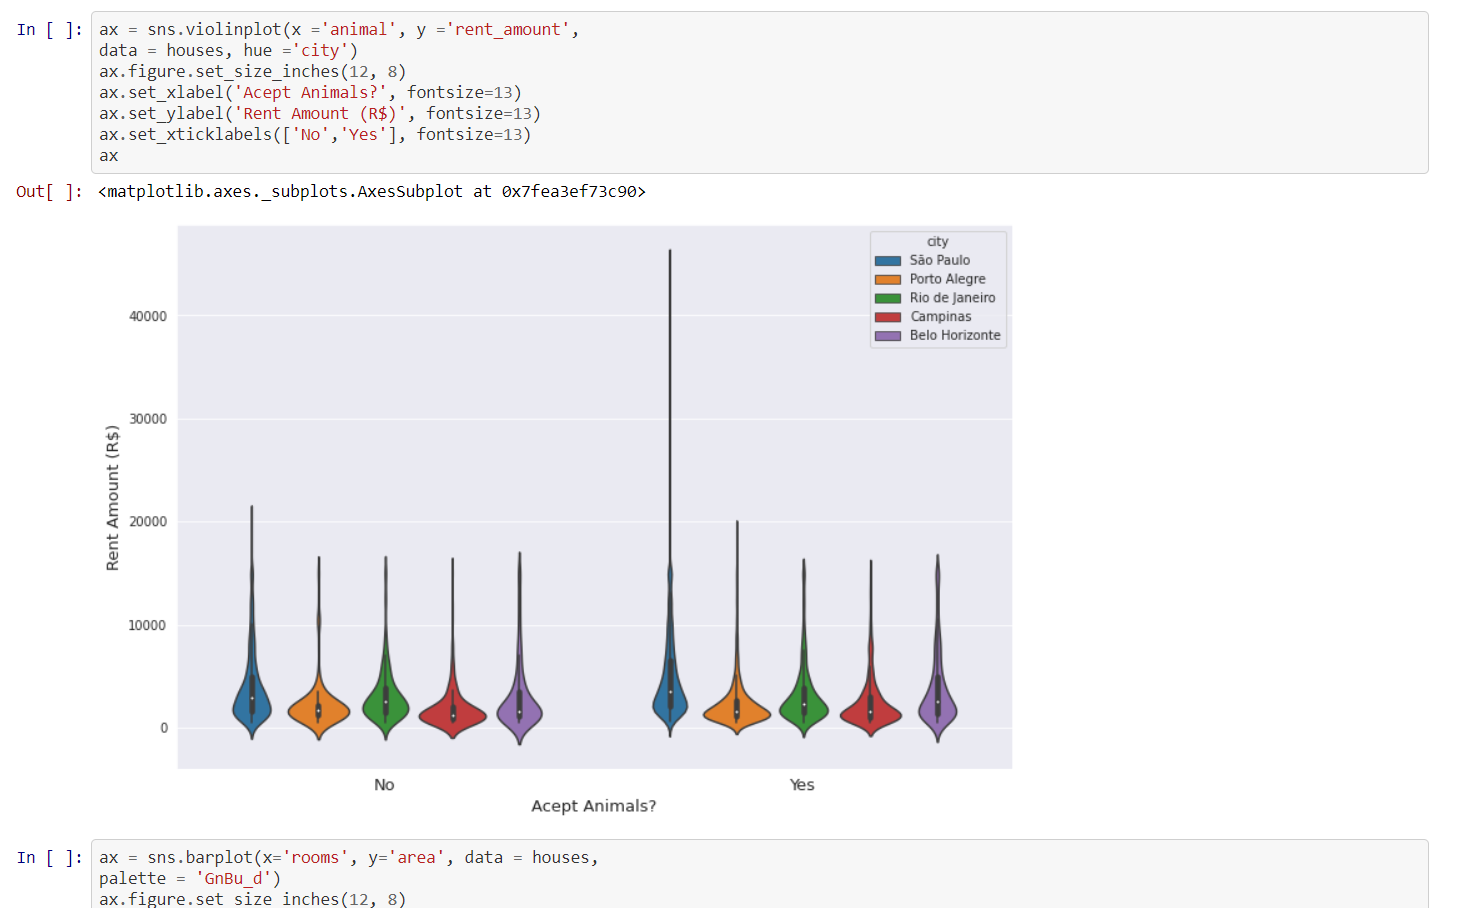 In [ ]:
ax = sns.violinplot(x ='animal', y ='rent_amount',
data = houses, hue ='city')
ax.figure.set_size_inches(12, 8)
ax.set_xlabel('Acept Animals?', fontsize=13)
ax.set_ylabel('Rent Amount (R$)', fontsize=13)
ax.set_xticklabels(['No','Yes'], fontsize=13)
ax
Out[ ]:
<matplotlib.axes._subplots.AxesSubplot at 0x7fea3ef73c90>
city
São Paulo
Porto Alegre
Rio de Janeiro
Campinas
Belo Horizonte
Rent Amount (R$)
40000
30000
20000
10000
0
No
Yes
Acept Animals?
In [ ]:
ax = sns.barplot(x='rooms', y='area', data = houses,
palette = 'GnBu_d')
ax.figure.set_size_inches(12, 8)